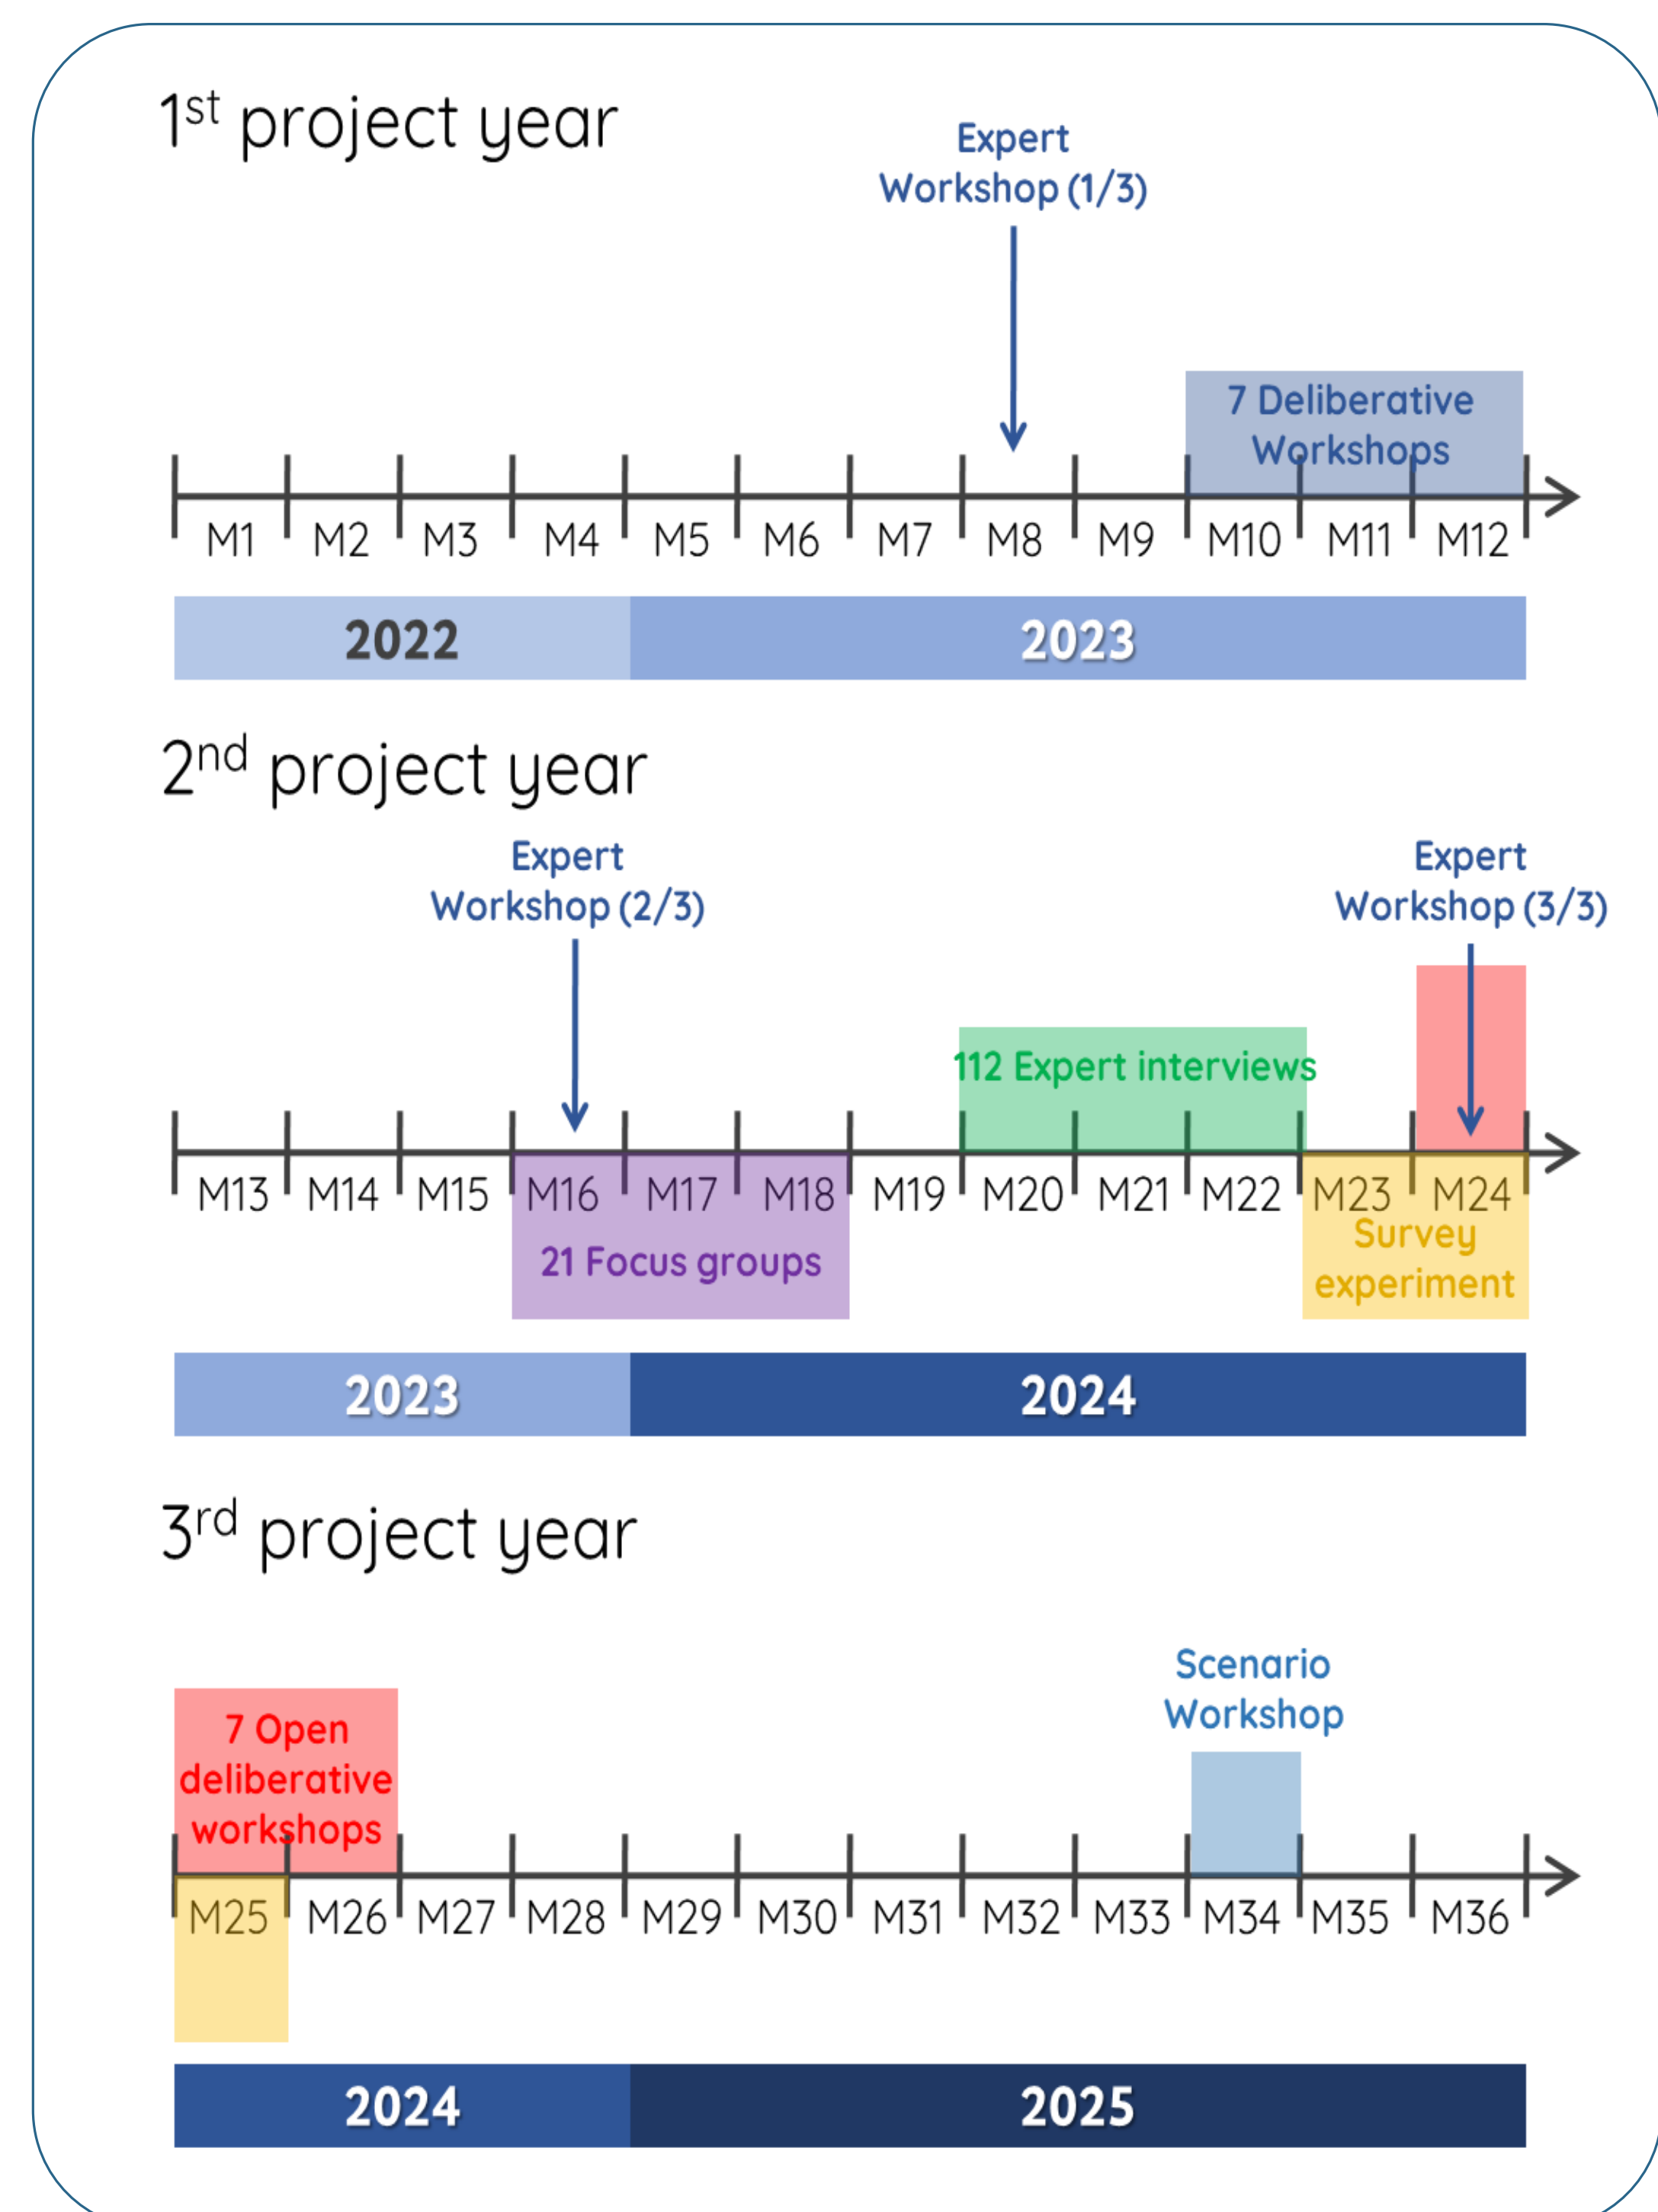 1st project year
Expert
Workshop (1/3)
7 Deliberative
Workshops
M1 M2 M3 M4 M5 M6 M7 M8 M9 M10 M11 M12
2022 2023
2nd project year
Expert
Workshop (2/3)
Expert
Workshop (3/3)
112 Expert interviews
M13 M14 M15 M16 M17 M18 M19 M20 M21 M22 M23 M24
21 Focus groups
Survey
experiment
2023 2024
3rd project year
Scenario
Workshop
7 Open
deliberative
workshops
M25 M26 M27 M28 M29 M30 M31 M32 M33 M34 M35 M36
2024 2025